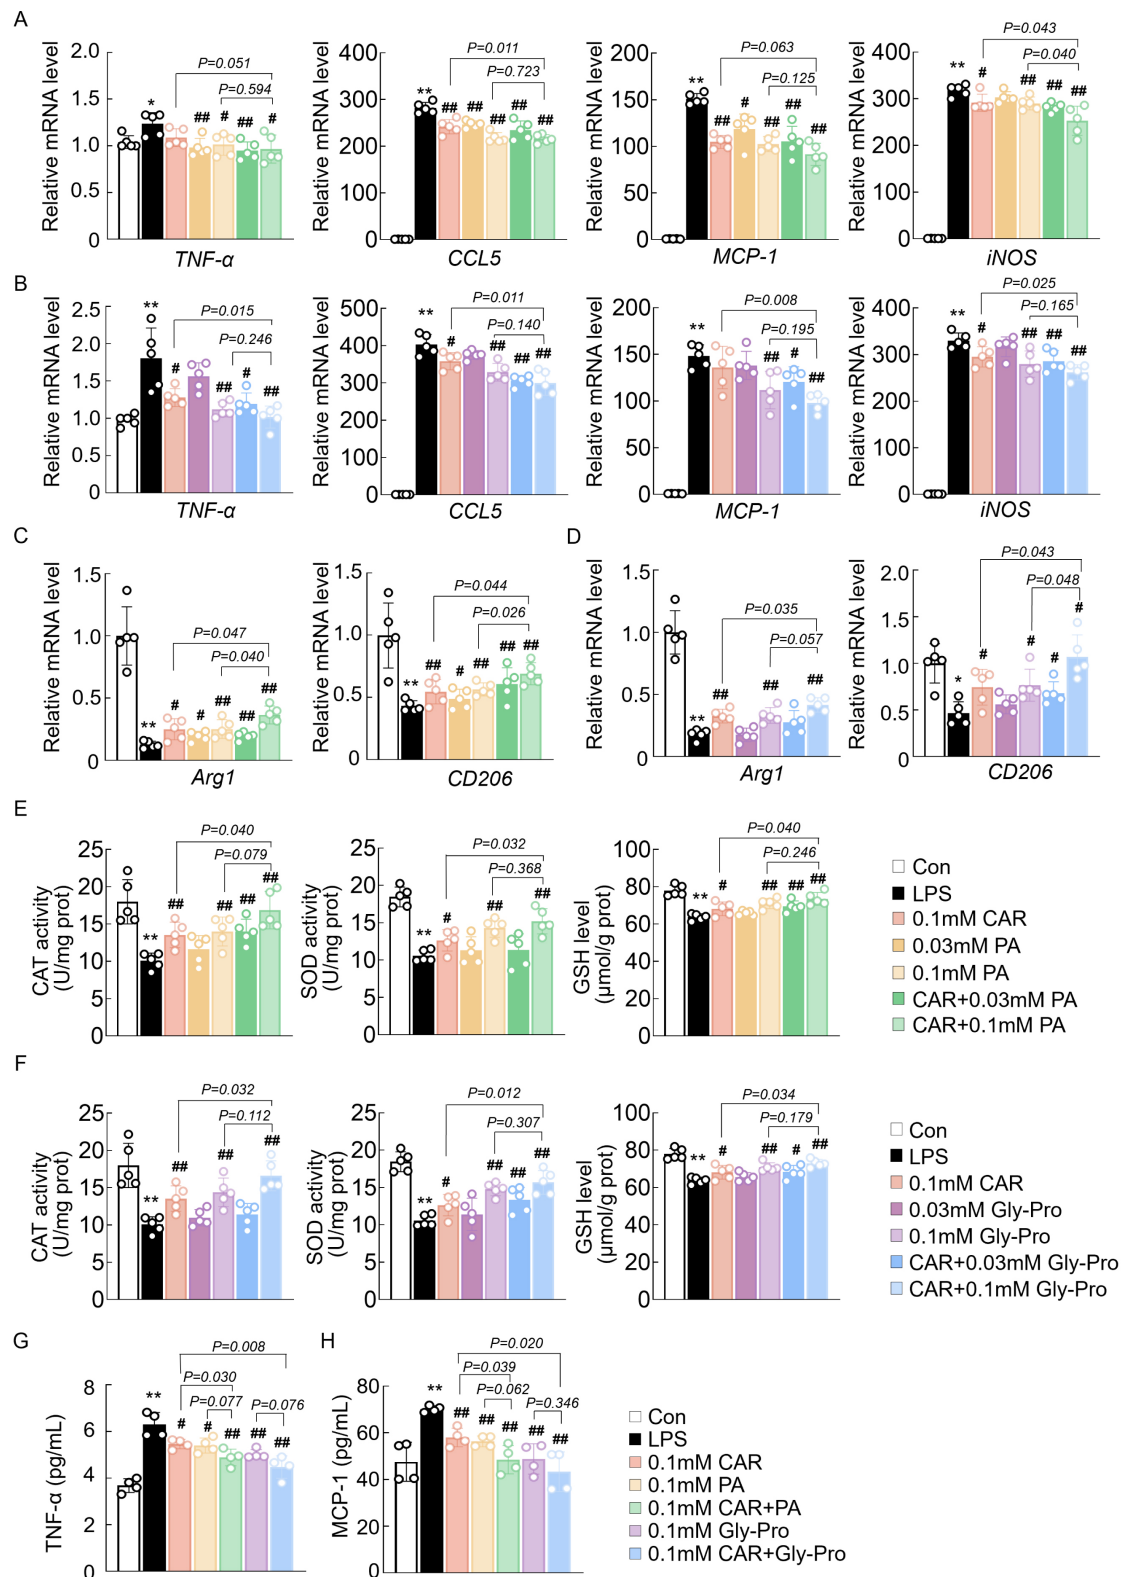 A
Relative mRNA level
2.0
1.5
1.0
0.5
0
P=0.051
P=0.594
*
##
#
##
#
TNF-α
Relative mRNA level
400
300
200
100
0
P=0.011
P=0.723
**
##
##
##
##
##
CCL5
Relative mRNA level
200
150
100
50
0
P=0.063
P=0.125
**
##
#
##
##
##
MCP-1
Relative mRNA level
400
300
200
100
0
P=0.043
P=0.040
**
#
##
##
##
iNOS
B
Relative mRNA level
2.5
2.0
1.5
1.0
0.5
0
P=0.015
P=0.246
**
#
##
#
##
TNF-α
Relative mRNA level
500
400
300
200
100
0
P=0.011
P=0.140
**
#
##
##
##
CCL5
Relative mRNA level
200
150
100
50
0
P=0.008
P=0.195
**
##
#
##
MCP-1
Relative mRNA level
400
300
200
100
0
P=0.025
P=0.165
**
#
##
##
##
iNOS
C
Relative mRNA level
1.5
1.0
0.5
0
P=0.047
P=0.040
**
#
#
##
##
##
Arg1
Relative mRNA level
1.5
1.0
0.5
0
P=0.044
P=0.026
**
##
#
##
##
##
CD206
D
Relative mRNA level
1.5
1.0
0.5
0
P=0.035
P=0.057
**
##
##
##
Arg1
Relative mRNA level
2.0
1.5
1.0
0.5
0.0
P=0.043
P=0.048
*
#
#
#
#
CD206
E
CAT activity
(U/mg prot)
25
20
15
10
5
0
P=0.040
P=0.079
**
##
##
##
##
SOD activity
(U/mg prot)
25
20
15
10
5
0
P=0.032
P=0.368
**
#
##
##
GSH level
(μmol/g prot)
100
80
60
40
20
0
P=0.040
P=0.246
**
#
##
##
##
Con
LPS
0.1mM CAR
0.03mM PA
0.1mM PA
CAR+0.03mM PA
CAR+0.1mM PA
F
CAT activity
(U/mg prot)
25
20
15
10
5
0
P=0.032
P=0.112
**
##
##
##
SOD activity
(U/mg prot)
25
20
15
10
5
0
P=0.012
P=0.307
**
#
##
##
##
GSH level
(μmol/g prot)
100
80
60
40
20
0
P=0.034
P=0.179
**
#
##
#
##
Con
LPS
0.1mM CAR
0.03mM Gly-Pro
0.1mM Gly-Pro
CAR+0.03mM Gly-Pro
CAR+0.1mM Gly-Pro
G
TNF-α (pg/mL)
8
6
4
2
0
P=0.008
P=0.030
P=0.077
P=0.076
**
#
#
##
##
##
H
MCP-1 (pg/mL)
80
60
40
20
0
P=0.020
P=0.039
P=0.062
P=0.346
**
##
##
##
##
##
Con
LPS
0.1mM CAR
0.1mM PA
0.1mM CAR+PA
0.1mM Gly-Pro
0.1mM CAR+Gly-Pro